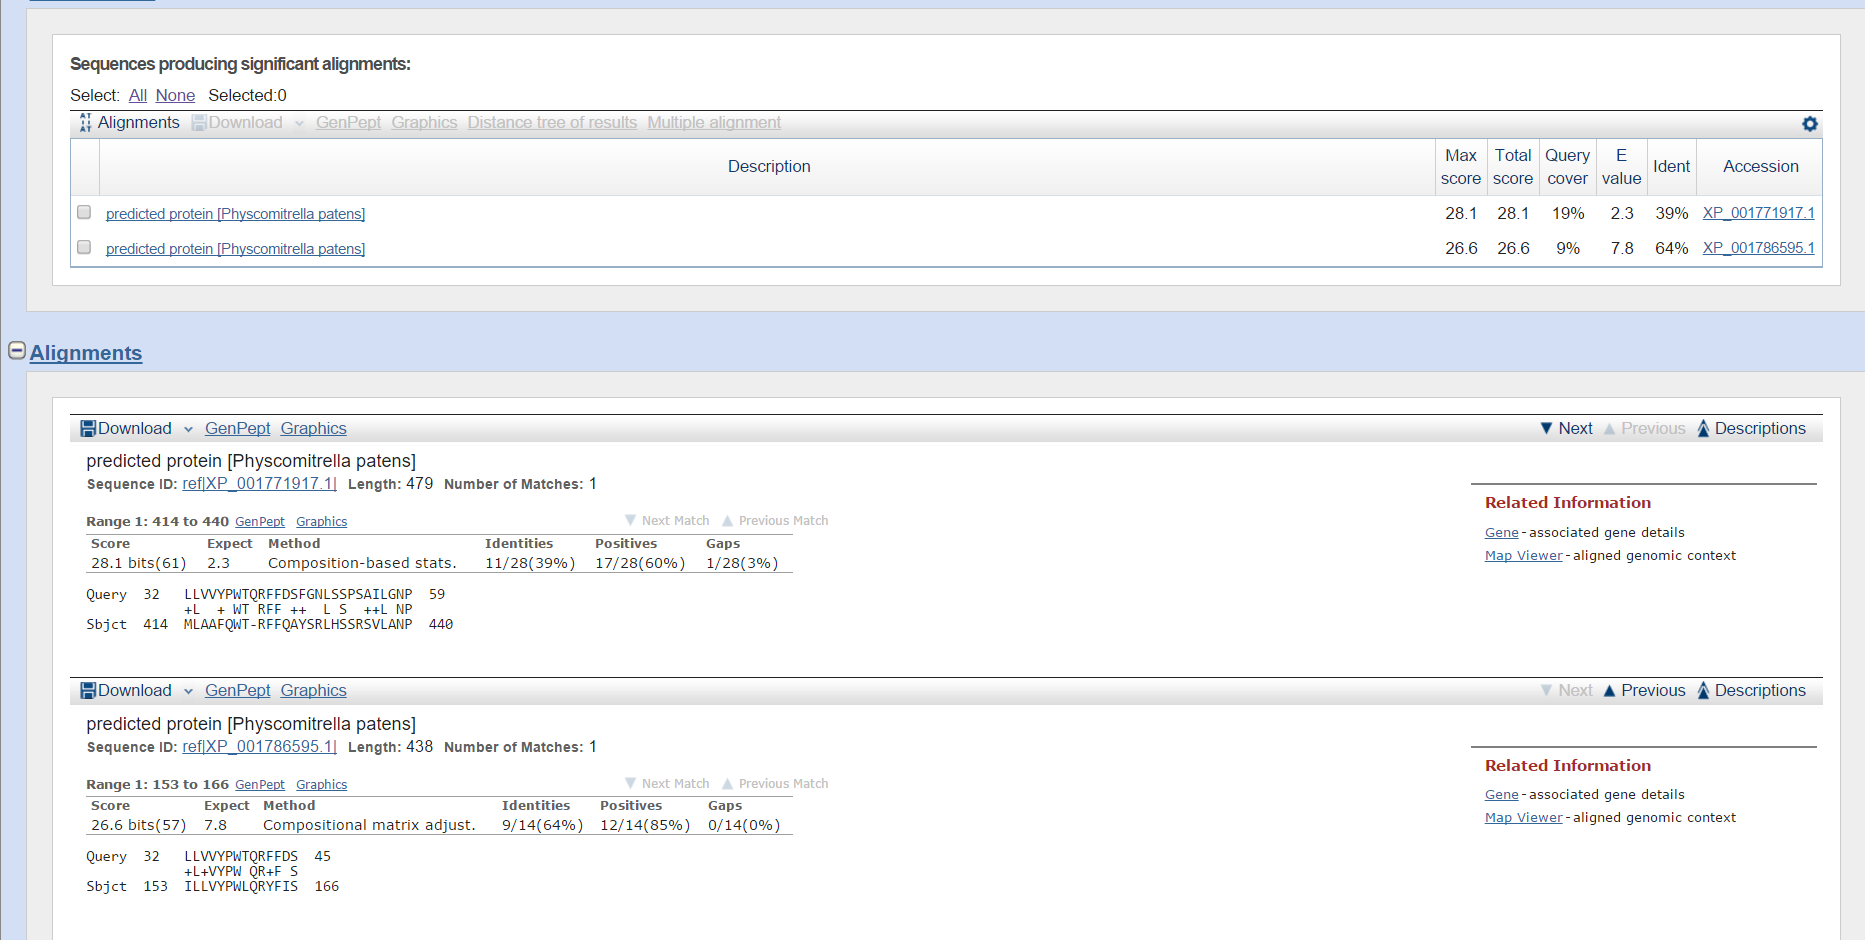 Sequences producing significant alignments:
Select: All None Selected:0
Alignments Download GenPept Graphics Distance tree of results Multiple alignment
Description Max score Total score Query cover E value Ident Accession
predicted protein [Physcomitrella patens] 28.1 28.1 19% 2.3 39% XP_001771917.1
predicted protein [Physcomitrella patens] 26.6 26.6 9% 7.8 64% XP_001786595.1
Alignments
Download GenPept Graphics Next Previous Descriptions
predicted protein [Physcomitrella patens]
Sequence ID: ref|XP_001771917.1| Length: 479 Number of Matches: 1
Related Information
Gene - associated gene details
Map Viewer - aligned genomic context
Range 1: 414 to 440 GenPept Graphics Next Match Previous Match
Score Expect Method Identities Positives Gaps
28.1 bits(61) 2.3 Composition-based stats. 11/28(39%) 17/28(60%) 1/28(3%)
Query  32   LLVVYPWTQRFFDSFGNLSSPSAILGNP  59
            +L  + WT RFF ++  L S  ++L NP
Sbjct  414  MLAAFQWT-RFFQAYSRLHSSRSVLANP  440
Download GenPept Graphics Next Previous Descriptions
predicted protein [Physcomitrella patens]
Sequence ID: ref|XP_001786595.1| Length: 438 Number of Matches: 1
Related Information
Gene - associated gene details
Map Viewer - aligned genomic context
Range 1: 153 to 166 GenPept Graphics Next Match Previous Match
Score Expect Method Identities Positives Gaps
26.6 bits(57) 7.8 Compositional matrix adjust. 9/14(64%) 12/14(85%) 0/14(0%)
Query  32   LLVVYPWTQRFFDS  45
            +L+VYPW QR+F S
Sbjct  153  ILLVYPWLQRYFIS  166